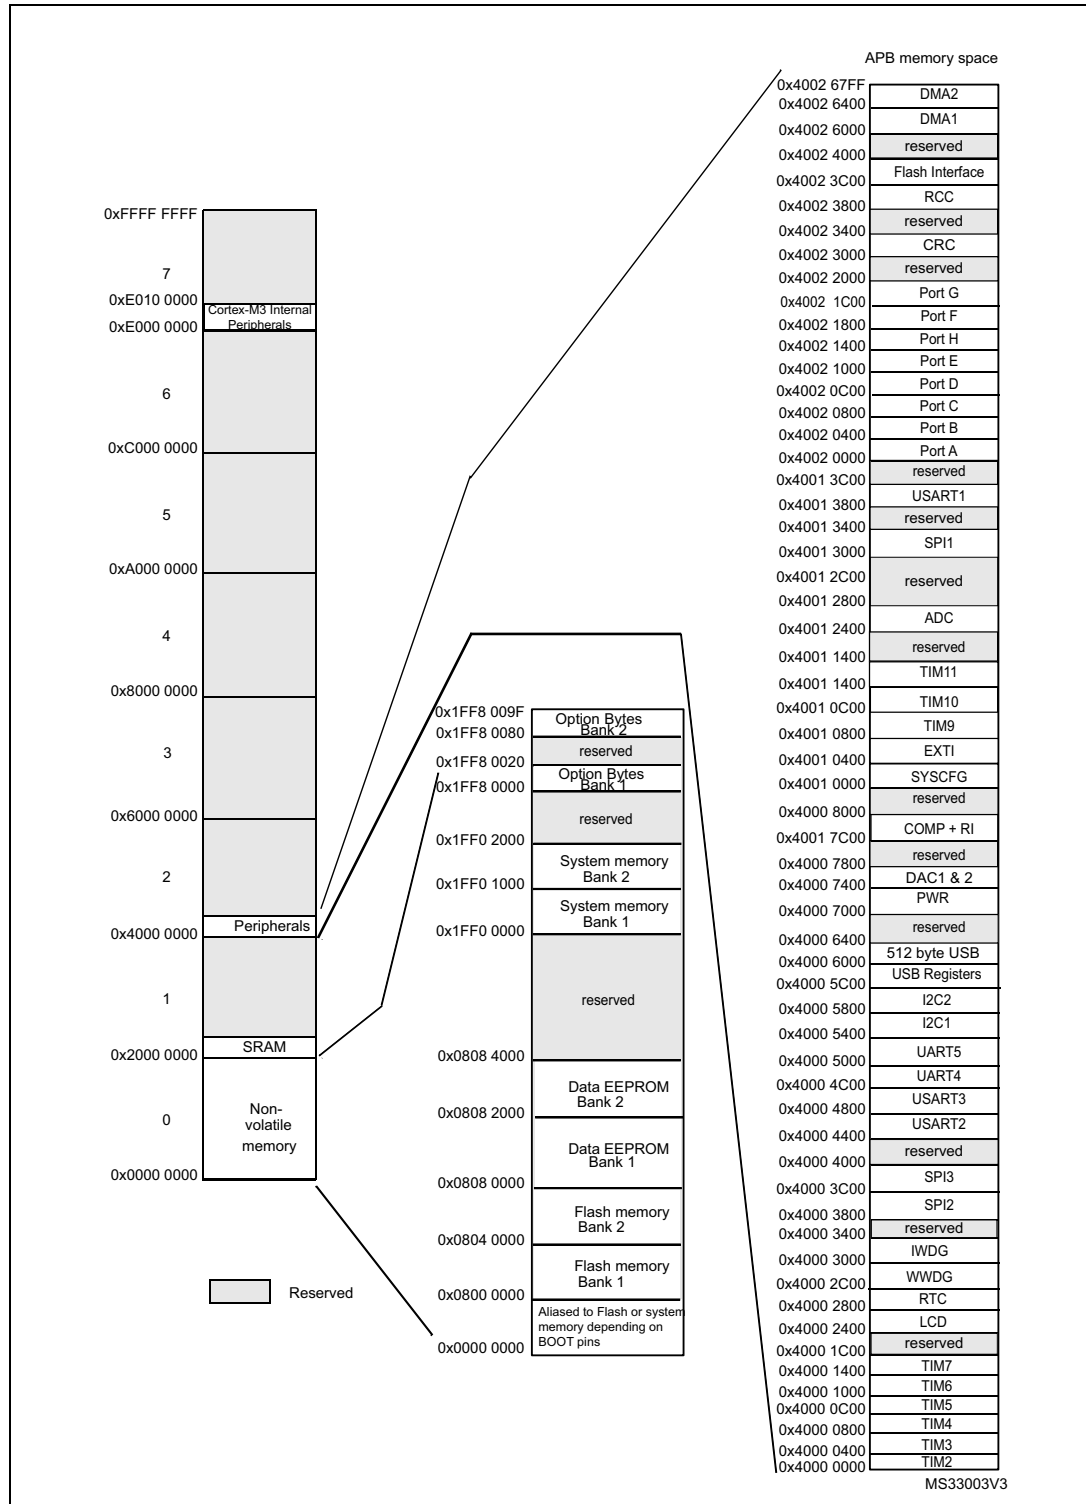 APB memory space
0xFFFF FFFF
7
0xE010 0000
Cortex-M3 Internal
Peripherals
0xE000 0000
6
0xC000 0000
5
0xA000 0000
4
0x8000 0000
3
0x6000 0000
2
Peripherals
0x4000 0000
1
SRAM
0x2000 0000
0
Non-
volatile
memory
0x0000 0000
Reserved
0x1FF8 009F
Option Bytes
Bank 2
0x1FF8 0080
reserved
0x1FF8 0020
Option Bytes
Bank 1
0x1FF8 0000
reserved
0x1FF0 2000
System memory
Bank 2
0x1FF0 1000
System memory
Bank 1
0x1FF0 0000
reserved
0x0808 4000
Data EEPROM
Bank 2
0x0808 2000
Data EEPROM
Bank 1
0x0808 0000
Flash memory
Bank 2
0x0804 0000
Flash memory
Bank 1
0x0800 0000
Aliased to Flash or system
memory depending on
BOOT pins
0x0000 0000
0x4002 67FF
DMA2
0x4002 6400
DMA1
0x4002 6000
reserved
0x4002 4000
Flash Interface
0x4002 3C00
RCC
0x4002 3800
reserved
0x4002 3400
CRC
0x4002 3000
reserved
0x4002 2000
Port G
0x4002 1C00
Port F
0x4002 1800
Port H
0x4002 1400
Port E
0x4002 1000
Port D
0x4002 0C00
Port C
0x4002 0800
Port B
0x4002 0400
Port A
0x4002 0000
reserved
0x4001 3C00
USART1
0x4001 3800
reserved
0x4001 3400
SPI1
0x4001 3000
0x4001 2C00
reserved
0x4001 2800
ADC
0x4001 2400
reserved
0x4001 1400
TIM11
0x4001 1400
TIM10
0x4001 0C00
TIM9
0x4001 0800
EXTI
0x4001 0400
SYSCFG
0x4001 0000
reserved
0x4000 8000
COMP + RI
0x4001 7C00
reserved
0x4000 7800
DAC1 & 2
0x4000 7400
PWR
0x4000 7000
reserved
0x4000 6400
512 byte USB
0x4000 6000
USB Registers
0x4000 5C00
I2C2
0x4000 5800
I2C1
0x4000 5400
UART5
0x4000 5000
UART4
0x4000 4C00
USART3
0x4000 4800
USART2
0x4000 4400
reserved
0x4000 4000
SPI3
0x4000 3C00
SPI2
0x4000 3800
reserved
0x4000 3400
IWDG
0x4000 3000
WWDG
0x4000 2C00
RTC
0x4000 2800
LCD
0x4000 2400
reserved
0x4000 1C00
TIM7
0x4000 1400
TIM6
0x4000 1000
TIM5
0x4000 0C00
TIM4
0x4000 0800
TIM3
0x4000 0400
TIM2
0x4000 0000
MS33003V3